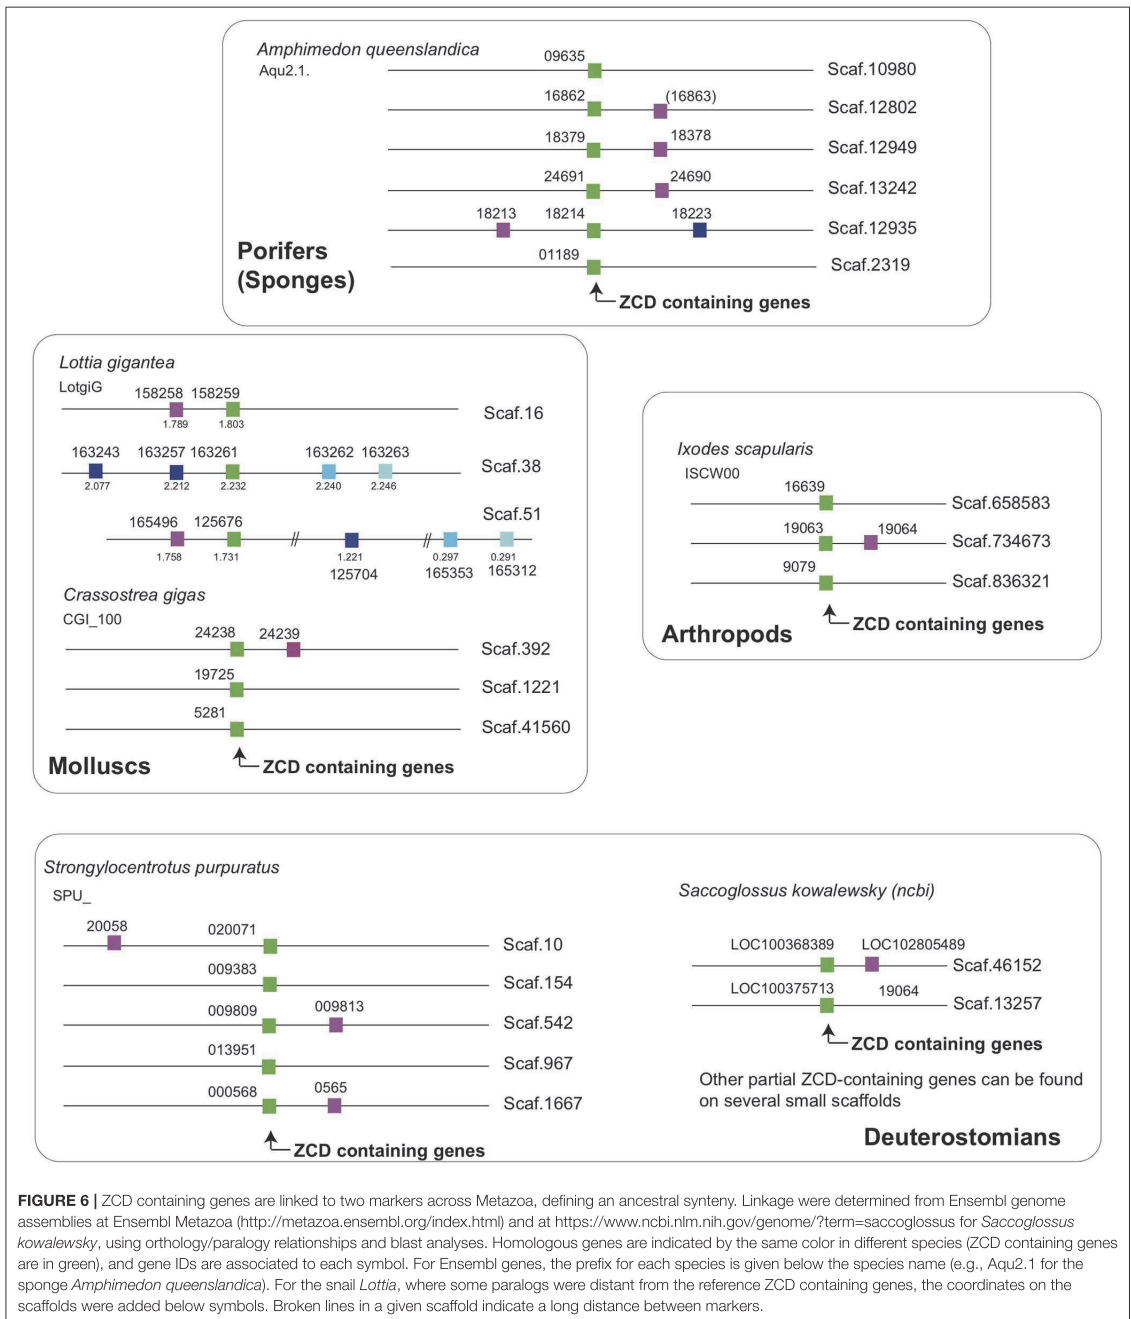 Amphimedon queenslandica
Aqu2.1.
09635
Scaf.10980
16862 (16863)
Scaf.12802
18379 18378
Scaf.12949
24691 24690
Scaf.13242
18213 18214 18223
Scaf.12935
01189
Scaf.2319
Porifers
(Sponges)
ZCD containing genes
Lottia gigantea
LotgiG
158258 158259
Scaf.16
1.789 1.803
163243 163257 163261 163262 163263
Scaf.38
2.077 2.212 2.232 2.240 2.246
Scaf.51
165496 125676
// //
1.758 1.731 1.221 0.297 0.291
125704 165353 165312
Crassostrea gigas
CGI_100
24238 24239
Scaf.392
19725
Scaf.1221
5281
Scaf.41560
Molluscs
ZCD containing genes
Ixodes scapularis
ISCW00
16639
Scaf.658583
19063 19064
Scaf.734673
9079
Scaf.836321
ZCD containing genes
Arthropods
Strongylocentrotus purpuratus
SPU_
20058 020071
Scaf.10
009383
Scaf.154
009809 009813
Scaf.542
013951
Scaf.967
000568 0565
Scaf.1667
ZCD containing genes
Saccoglossus kowalewsky (ncbi)
LOC100368389 LOC102805489
Scaf.46152
LOC100375713 19064
Scaf.13257
ZCD containing genes
Other partial ZCD-containing genes can be found
on several small scaffolds
Deuterostomians
FIGURE 6 | ZCD containing genes are linked to two markers across Metazoa, defining an ancestral synteny. Linkage were determined from Ensembl genome
assemblies at Ensembl Metazoa (http://metazoa.ensembl.org/index.html) and at https://www.ncbi.nlm.nih.gov/genome/?term=saccoglossus for Saccoglossus
kowalewsky, using orthology/paralogy relationships and blast analyses. Homologous genes are indicated by the same color in different species (ZCD containing genes
are in green), and gene IDs are associated to each symbol. For Ensembl genes, the prefix for each species is given below the species name (e.g., Aqu2.1 for the
sponge Amphimedon queenslandica). For the snail Lottia, where some paralogs were distant from the reference ZCD containing genes, the coordinates on the
scaffolds were added below symbols. Broken lines in a given scaffold indicate a long distance between markers.